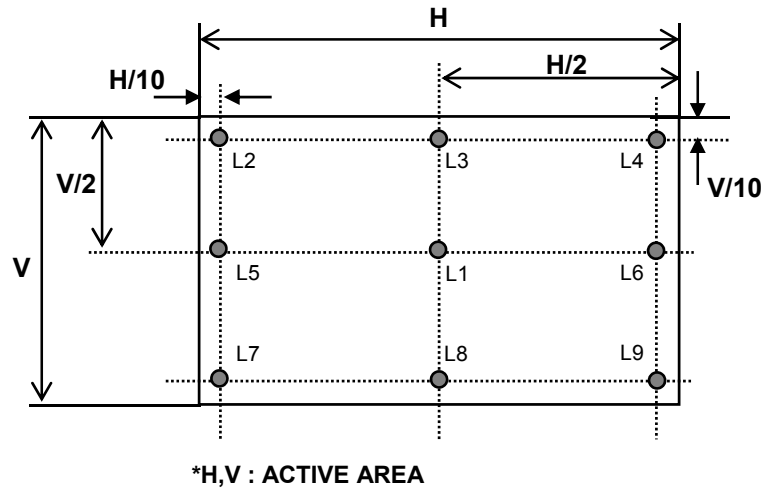 H
H/2
H/10
L2 L3 L4
V/2
V/10
V
L5 L1 L6
L7 L8 L9
*H,V : ACTIVE AREA